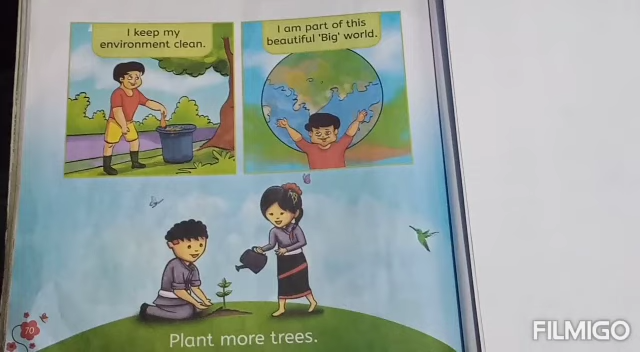 I keep my
environment clean.
I am part of this
beautiful 'Big' world.
Plant more trees.
70
FILMIGO